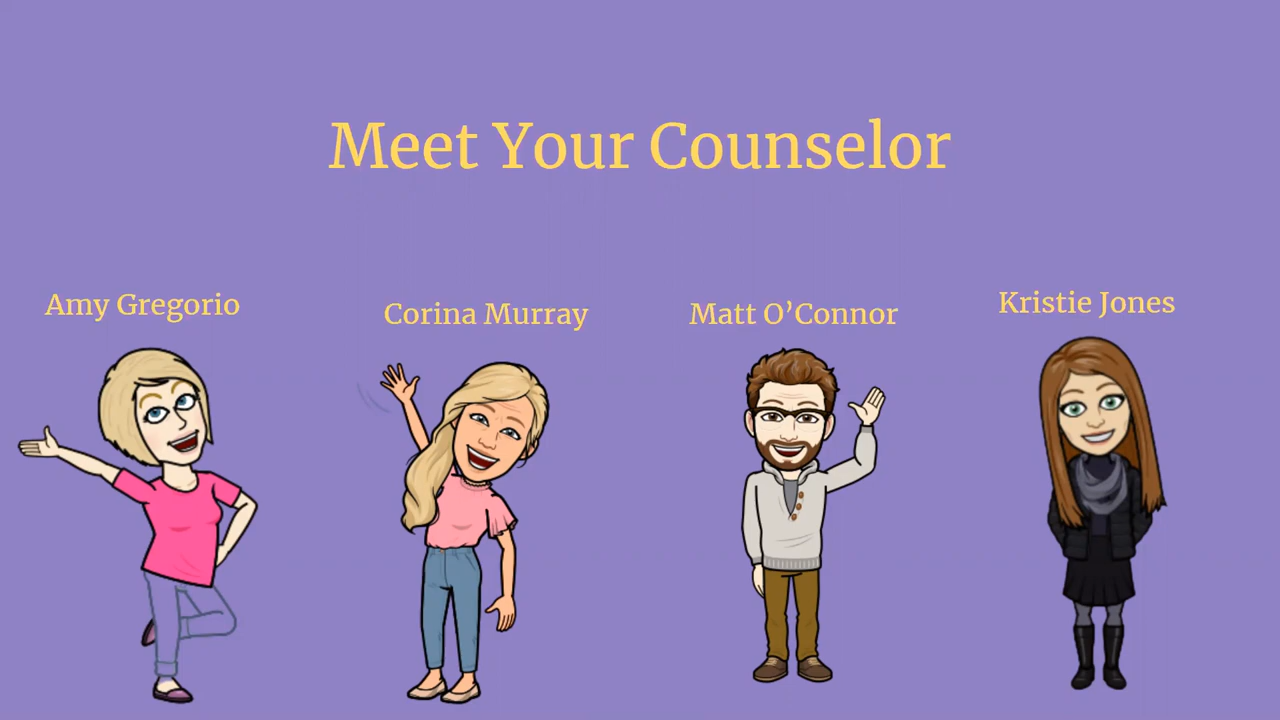 Meet Your Counselor
Amy Gregorio
Corina Murray
Matt O’Connor
Kristie Jones